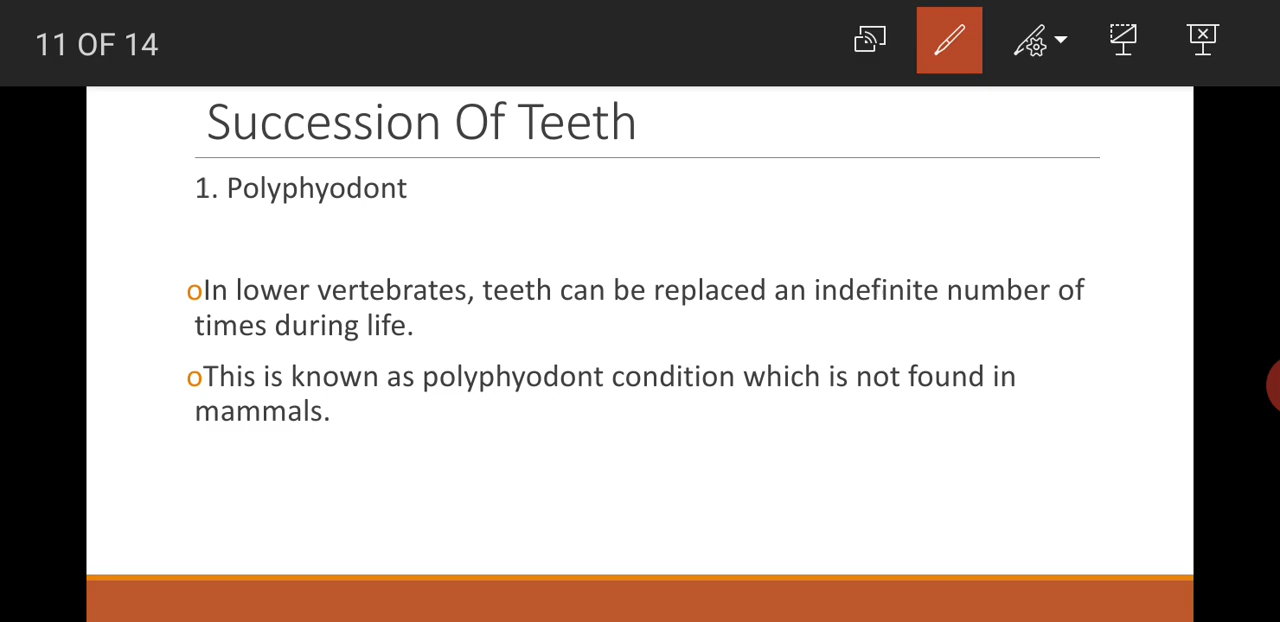 11 OF 14
Succession Of Teeth
1. Polyphyodont
oIn lower vertebrates, teeth can be replaced an indefinite number of
times during life.
oThis is known as polyphyodont condition which is not found in
mammals.